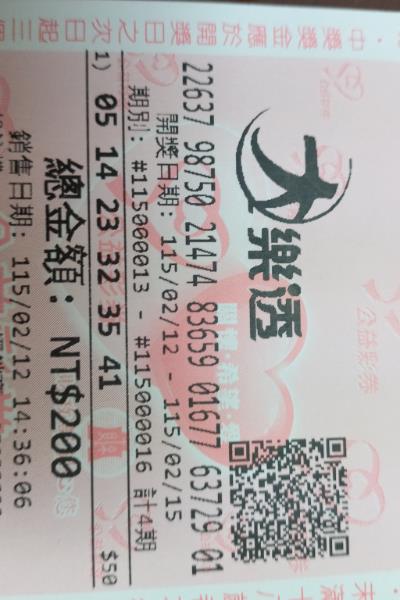 大樂透
22637 98750 21474 83659 01677 63729 01
開獎日期: 115/02/12 - 115/02/15
期別: #115000013 - #115000016 計4期
1) 05 14 23 32 35 41 $50
總金額: NT$200
銷售日期: 115/02/12 14:36:06
公益彩券